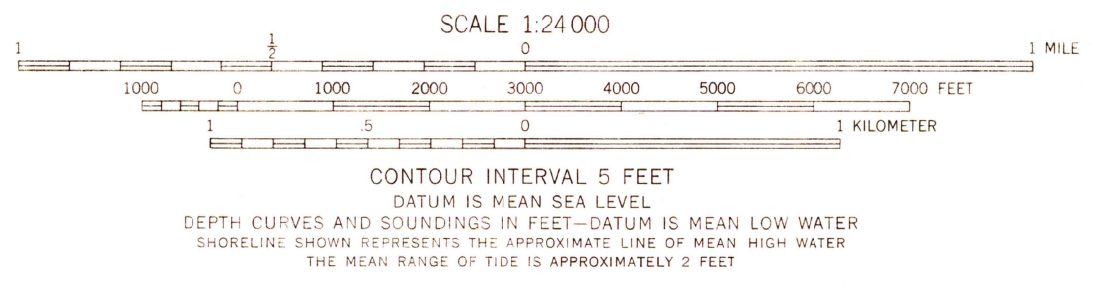 SCALE 1:24 000
1 ½ 0 1 MILE
1000 0 1000 2000 3000 4000 5000 6000 7000 FEET
1 .5 0 1 KILOMETER
CONTOUR INTERVAL 5 FEET
DATUM IS MEAN SEA LEVEL
DEPTH CURVES AND SOUNDINGS IN FEET—DATUM IS MEAN LOW WATER
SHORELINE SHOWN REPRESENTS THE APPROXIMATE LINE OF MEAN HIGH WATER
THE MEAN RANGE OF TIDE IS APPROXIMATELY 2 FEET